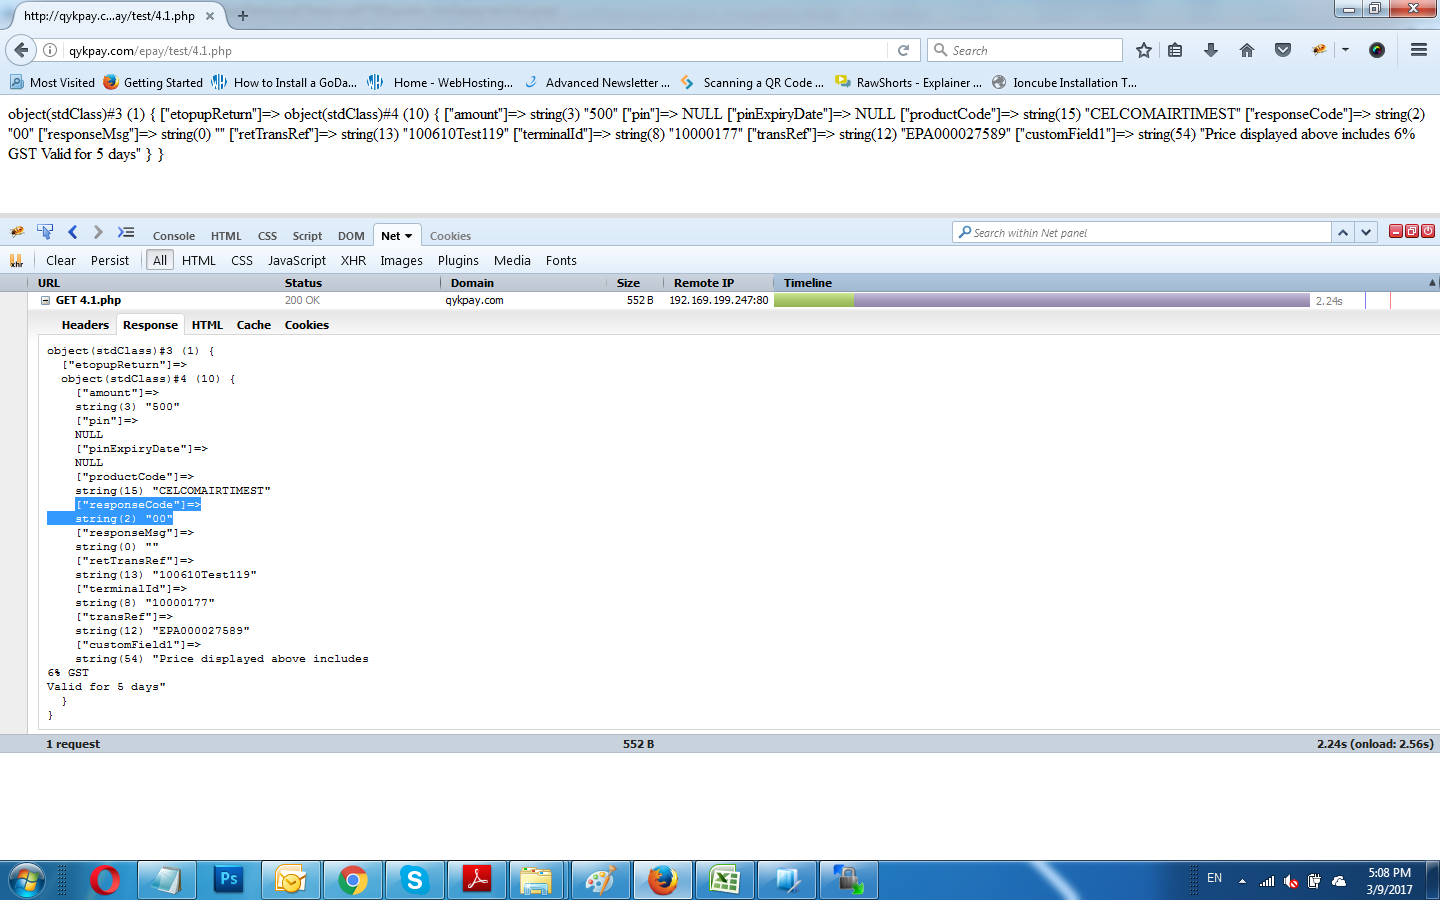 http://qykpay.c...ay/test/4.1.php
qykpay.com/epay/test/4.1.php
Search
Most Visited
Getting Started
How to Install a GoDa...
Home - WebHosting...
Advanced Newsletter ...
Scanning a QR Code ...
RawShorts - Explainer ...
Ioncube Installation T...
object(stdClass)#3 (1) { ["etopupReturn"]=> object(stdClass)#4 (10) { ["amount"]=> string(3) "500" ["pin"]=> NULL ["pinExpiryDate"]=> NULL ["productCode"]=> string(15) "CELCOMAIRTIMEST" ["responseCode"]=> string(2)
"00" ["responseMsg"]=> string(0) "" ["retTransRef"]=> string(13) "100610Test119" ["terminalId"]=> string(8) "10000177" ["transRef"]=> string(12) "EPA000027589" ["customField1"]=> string(54) "Price displayed above includes 6%
GST Valid for 5 days" } }
Console HTML CSS Script DOM Net Cookies
Search within Net panel
xhr Clear Persist All HTML CSS JavaScript XHR Images Plugins Media Fonts
URL Status Domain Size Remote IP Timeline
GET 4.1.php 200 OK qykpay.com 552 B 192.169.199.247:80 2.24s
Headers Response HTML Cache Cookies
object(stdClass)#3 (1) {
["etopupReturn"]=>
object(stdClass)#4 (10) {
["amount"]=>
string(3) "500"
["pin"]=>
NULL
["pinExpiryDate"]=>
NULL
["productCode"]=>
string(15) "CELCOMAIRTIMEST"
["responseCode"]=>
string(2) "00"
["responseMsg"]=>
string(0) ""
["retTransRef"]=>
string(13) "100610Test119"
["terminalId"]=>
string(8) "10000177"
["transRef"]=>
string(12) "EPA000027589"
["customField1"]=>
string(54) "Price displayed above includes
6% GST
Valid for 5 days"
}
}
1 request 552 B 2.24s (onload: 2.56s)
Ps
EN
5:08 PM
3/9/2017